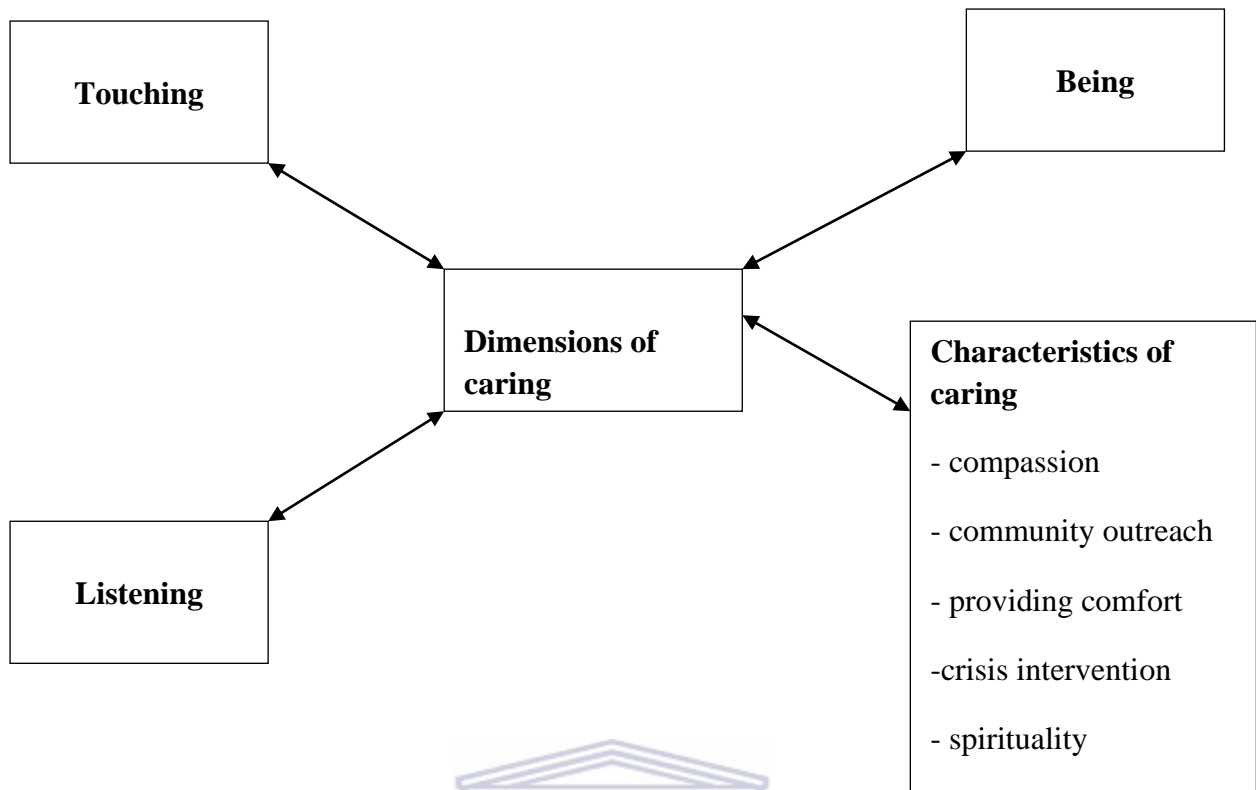 Touching
Being
Dimensions of
caring
Characteristics of
caring
- compassion
- community outreach
- providing comfort
-crisis intervention
- spirituality
Listening